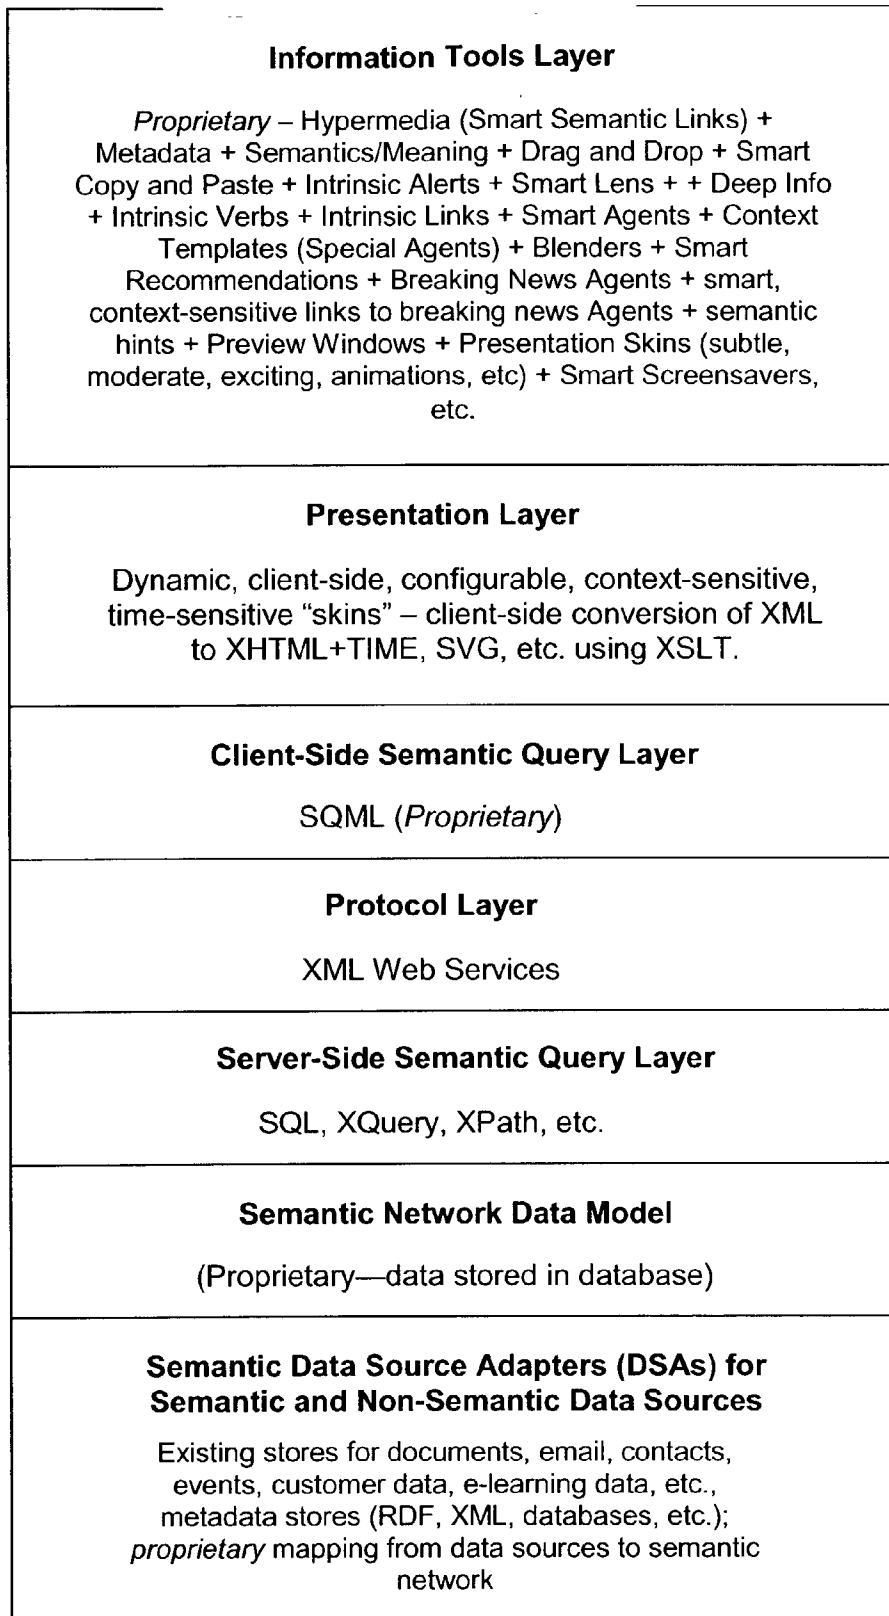 Information Tools Layer
Proprietary – Hypermedia (Smart Semantic Links) +
Metadata + Semantics/Meaning + Drag and Drop + Smart
Copy and Paste + Intrinsic Alerts + Smart Lens + + Deep Info
+ Intrinsic Verbs + Intrinsic Links + Smart Agents + Context
Templates (Special Agents) + Blenders + Smart
Recommendations + Breaking News Agents + smart,
context-sensitive links to breaking news Agents + semantic
hints + Preview Windows + Presentation Skins (subtle,
moderate, exciting, animations, etc) + Smart Screensavers,
etc.
Presentation Layer
Dynamic, client-side, configurable, context-sensitive,
time-sensitive “skins” – client-side conversion of XML
to XHTML+TIME, SVG, etc. using XSLT.
Client-Side Semantic Query Layer
SQML (Proprietary)
Protocol Layer
XML Web Services
Server-Side Semantic Query Layer
SQL, XQuery, XPath, etc.
Semantic Network Data Model
(Proprietary—data stored in database)
Semantic Data Source Adapters (DSAs) for
Semantic and Non-Semantic Data Sources
Existing stores for documents, email, contacts,
events, customer data, e-learning data, etc.,
metadata stores (RDF, XML, databases, etc.);
proprietary mapping from data sources to semantic
network